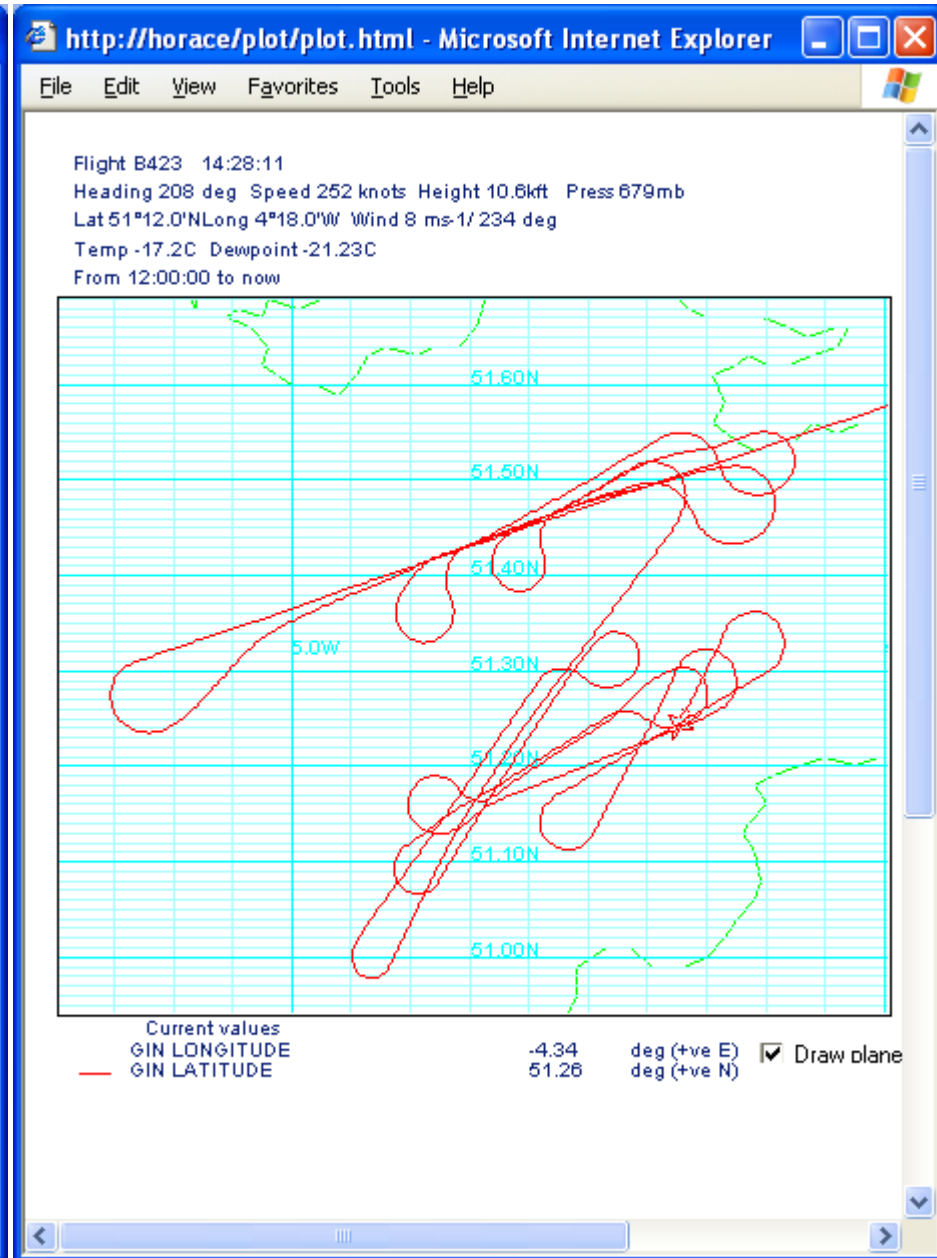 http://horace/plot/plot.html - Microsoft Internet Explorer
File Edit View Favorites Tools Help
Flight B423 14:28:11
Heading 208 deg Speed 252 knots Height 10.6kft Press 679mb
Lat 51°12.0'NLong 4°18.0'W Wind 8 ms-1/ 234 deg
Temp -17.2C Dewpoint -21.23C
From 12:00:00 to now
51.60N
51.50N
51.40N
5.0W
51.30N
51.20N
51.10N
51.00N
Current values
GIN LONGITUDE -4.34 deg (+ve E)
GIN LATITUDE 51.26 deg (+ve N)
Draw plane